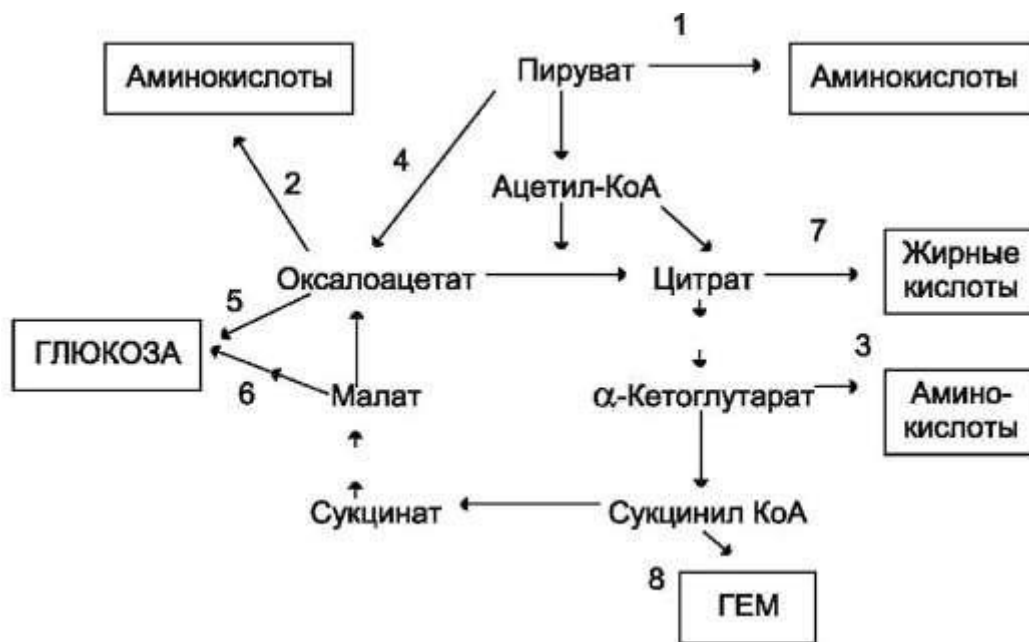 1
Аминокислоты
Пируват
Аминокислоты
4
2
Ацетил-КоА
7
Оксалоацетат
Цитрат
Жирные
кислоты
5
ГЛЮКОЗА
3
6
Малат
α-Кетоглутарат
Амино-
кислоты
Сукцинат
Сукцинил КоА
8
ГЕМ